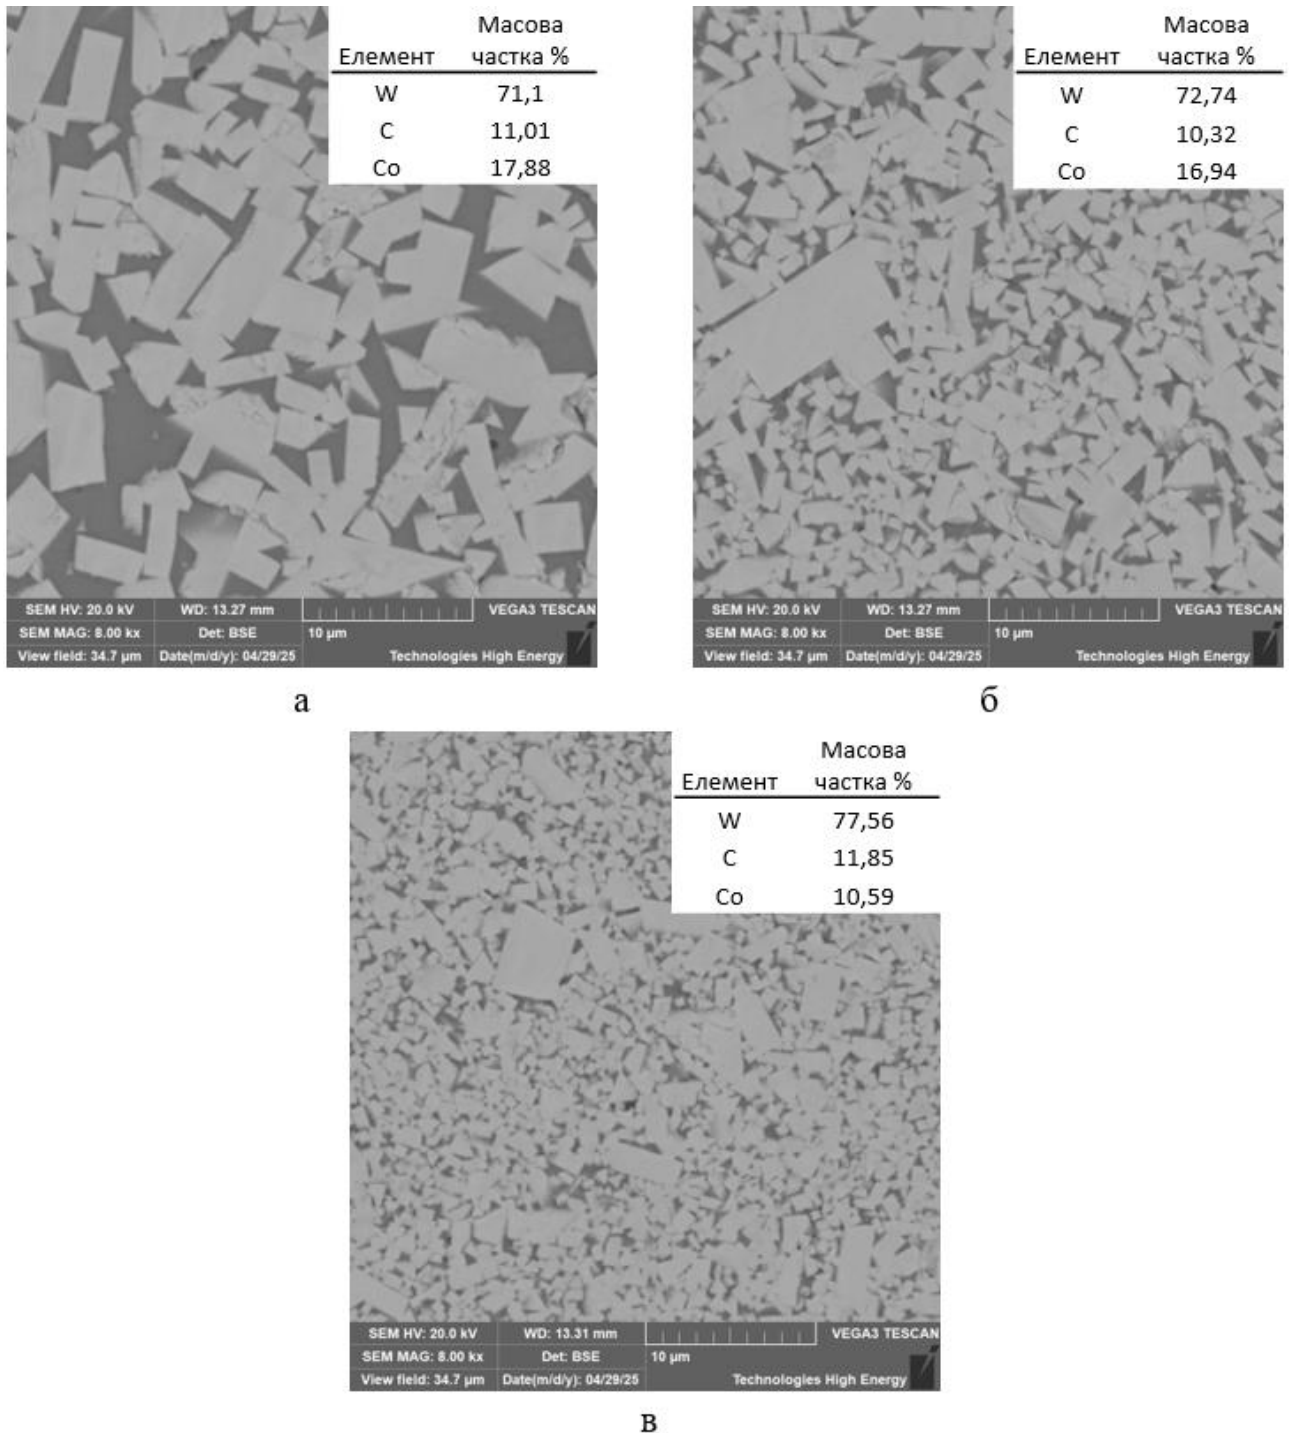 Масова
Елемент частка %
W 71,1
C 11,01
Co 17,88
SEM HV: 20.0 kV WD: 13.27 mm VEGA3 TESCAN
SEM MAG: 8.00 kx Det: BSE 10 µm
View field: 34.7 µm Date(m/d/y): 04/29/25 Technologies High Energy
а
Масова
Елемент частка %
W 72,74
C 10,32
Co 16,94
SEM HV: 20.0 kV WD: 13.27 mm VEGA3 TESCAN
SEM MAG: 8.00 kx Det: BSE 10 µm
View field: 34.7 µm Date(m/d/y): 04/29/25 Technologies High Energy
б
Масова
Елемент частка %
W 77,56
C 11,85
Co 10,59
SEM HV: 20.0 kV WD: 13.31 mm VEGA3 TESCAN
SEM MAG: 8.00 kx Det: BSE 10 µm
View field: 34.7 µm Date(m/d/y): 04/29/25 Technologies High Energy
в